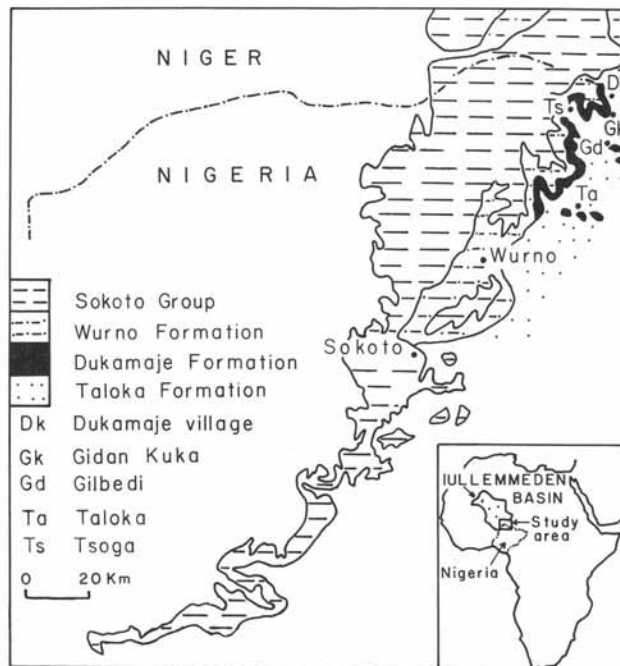 NIGER
NIGERIA
D
Ts
Gk
Gd
Ta
Wurno
Sokoto
Sokoto Group
Wurno Formation
Dukamaje Formation
Taloka Formation
Dk Dukamaje village
Gk Gidan Kuka
Gd Gilbedi
Ta Taloka
Ts Tsoga
0 20 Km
IULLEMMEDEN
BASIN
Study
area
Nigeria